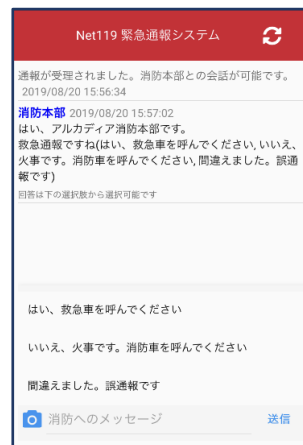 Net119 緊急通報システム
通報が受理されました。消防本部との会話が可能です。
2019/08/20 15:56:34
消防本部 2019/08/20 15:57:02
はい、アルカディア消防本部です。
救急通報ですね(はい、救急車を呼んでください, いいえ、
火事です。消防車を呼んでください, 間違えました。誤通
報です)
回答は下の選択肢から選択可能です
はい、救急車を呼んでください
いいえ、火事です。消防車を呼んでください
間違えました。誤通報です
消防へのメッセージ 送信